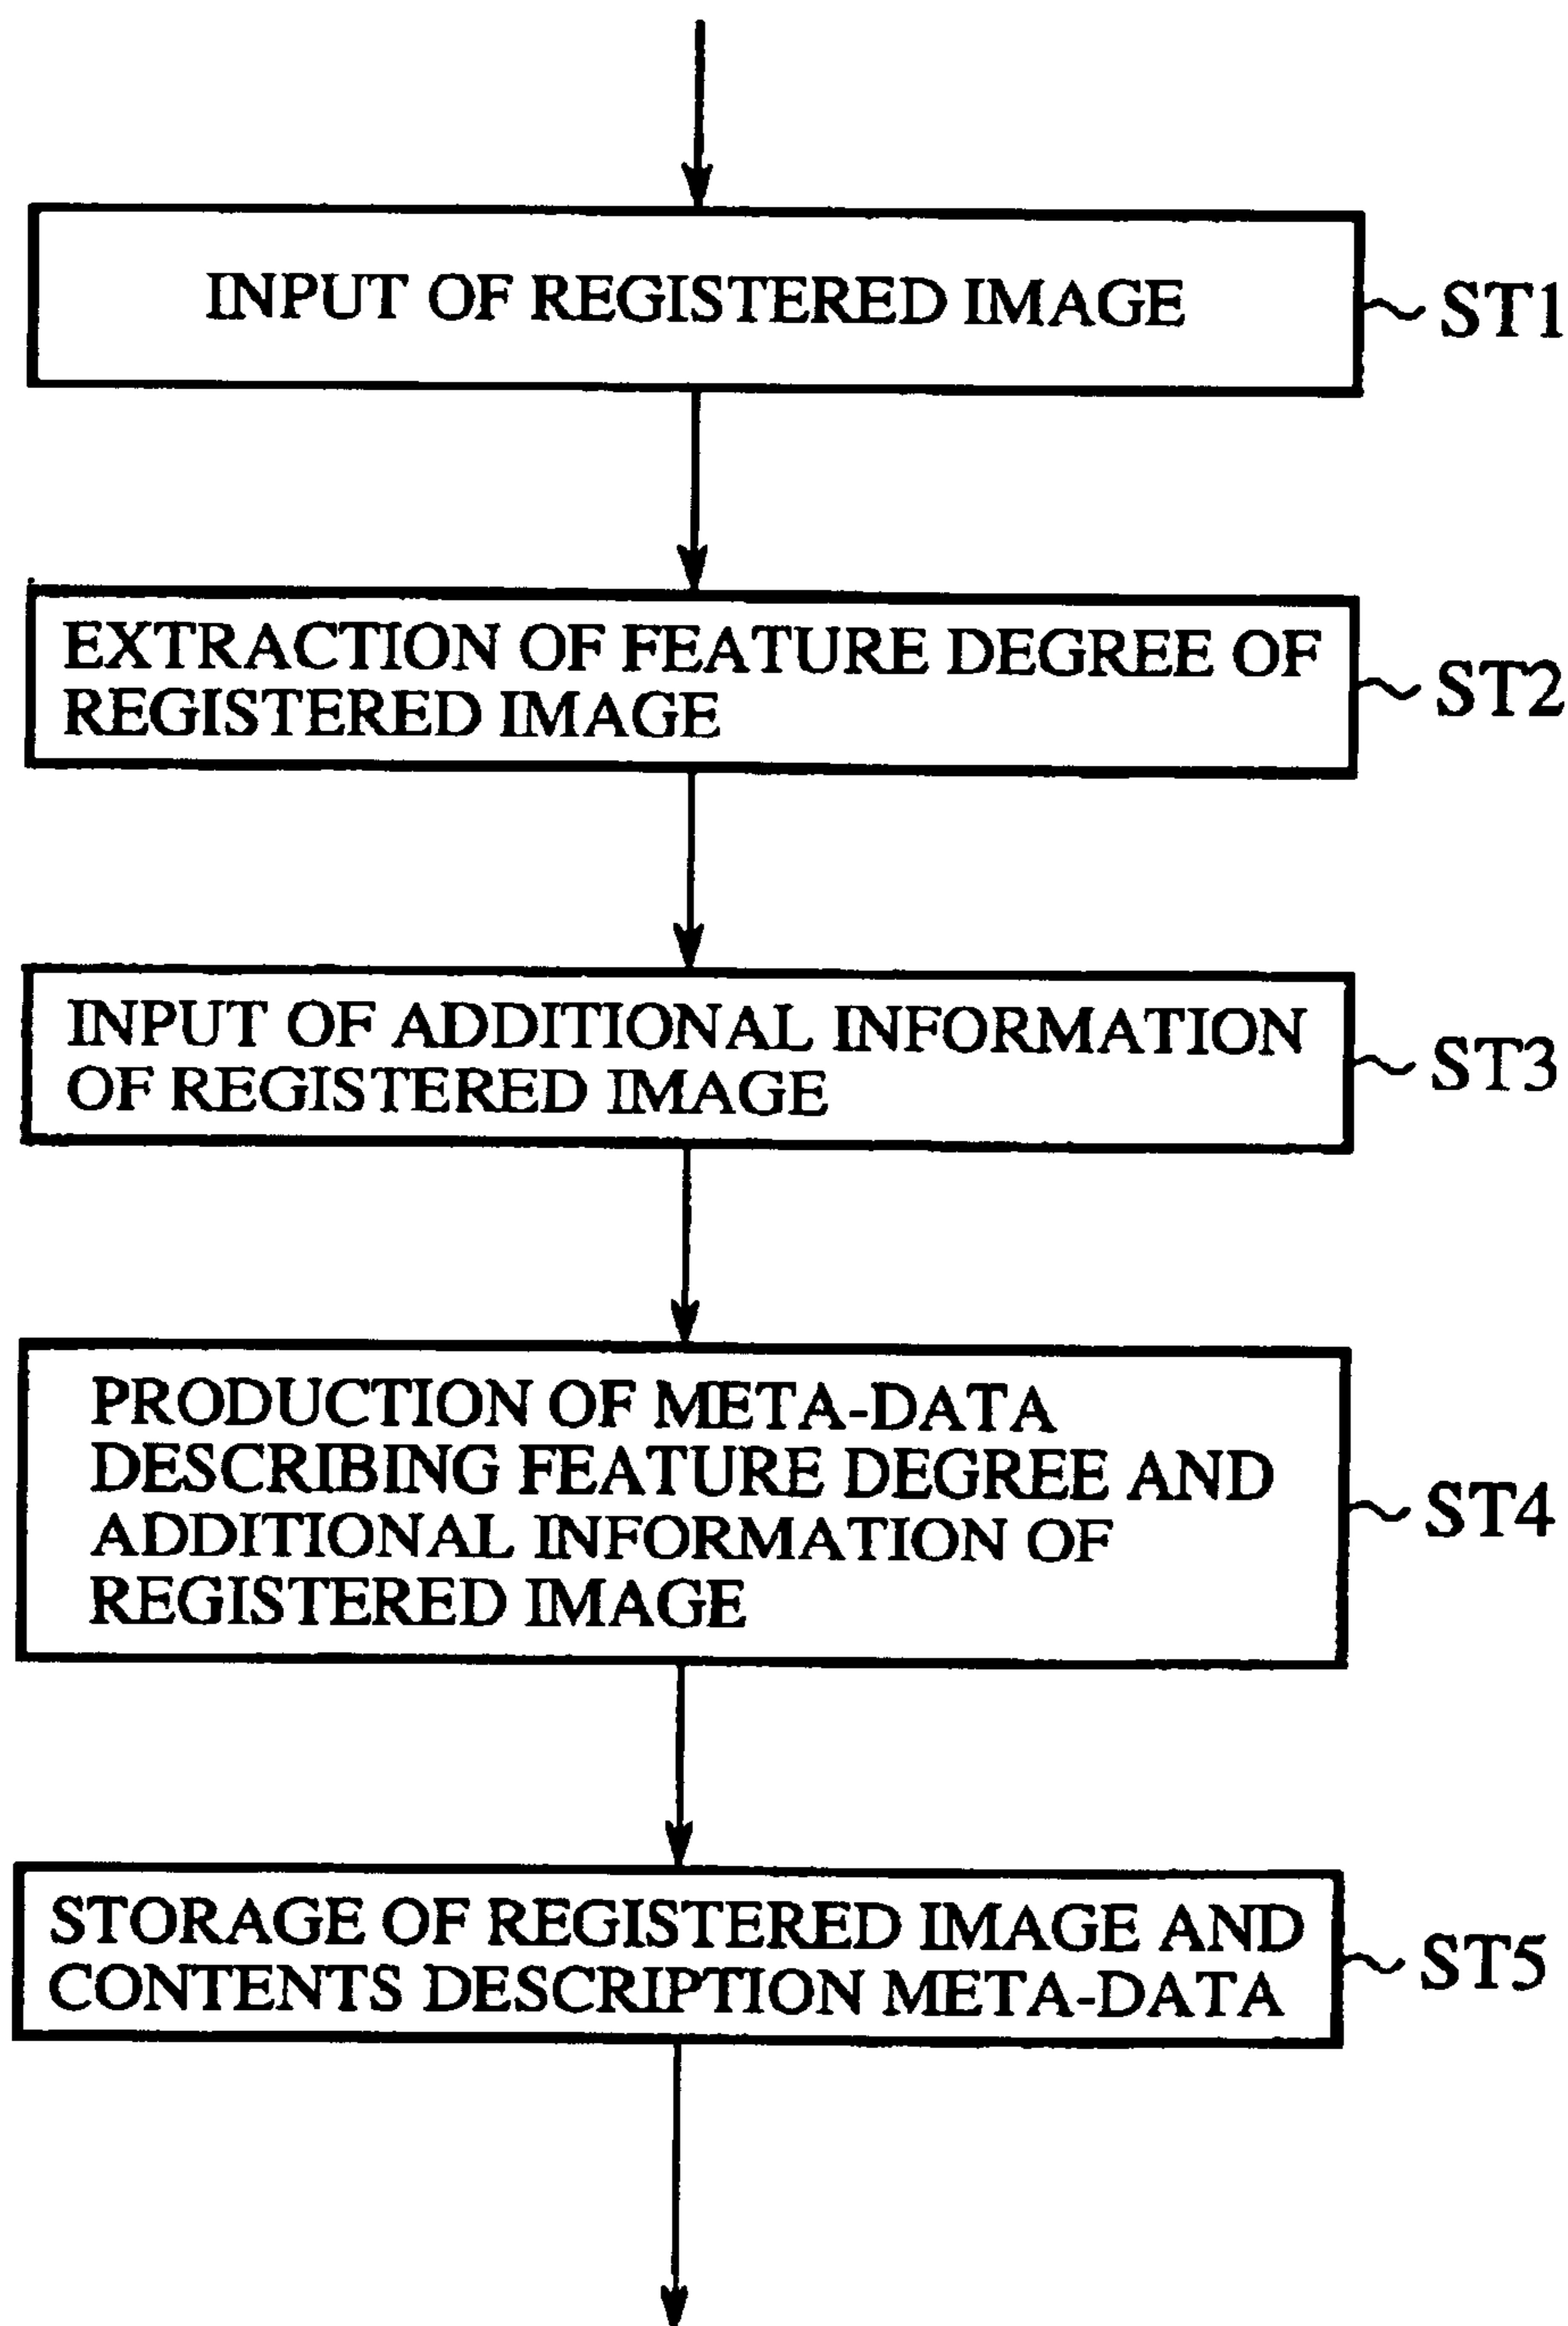 INPUT OF REGISTERED IMAGE
ST1
EXTRACTION OF FEATURE DEGREE OF
REGISTERED IMAGE
ST2
INPUT OF ADDITIONAL INFORMATION
OF REGISTERED IMAGE
ST3
PRODUCTION OF META-DATA
DESCRIBING FEATURE DEGREE AND
ADDITIONAL INFORMATION OF
REGISTERED IMAGE
ST4
STORAGE OF REGISTERED IMAGE AND
CONTENTS DESCRIPTION META-DATA
ST5